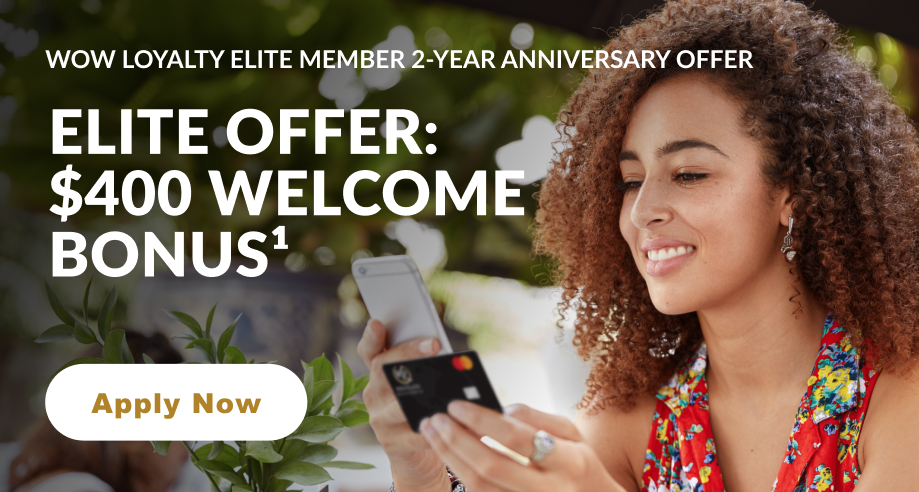 WOW LOYALTY ELITE MEMBER 2-YEAR ANNIVERSARY OFFER
ELITE OFFER:
$400 WELCOME
BONUS¹
Apply Now